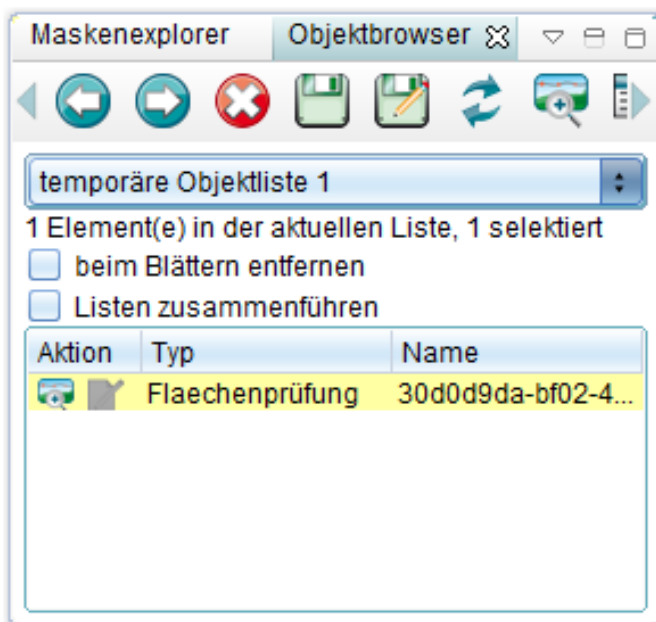 Maskenexplorer Objektbrowser
temporäre Objektliste 1
1 Element(e) in der aktuellen Liste, 1 selektiert
beim Blättern entfernen
Listen zusammenführen
Aktion Typ Name
Flaechenprüfung 30d0d9da-bf02-4...